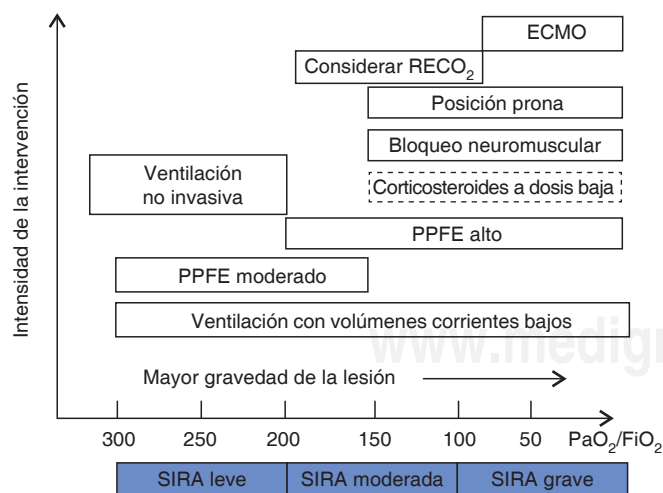 ECMO
Considerar RECO₂
Posición prona
Bloqueo neuromuscular
Ventilación
no invasiva
Corticosteroides a dosis baja
PPFE alto
PPFE moderado
Ventilación con volúmenes corrientes bajos
www.medigr
Mayor gravedad de la lesión
Intensidad de la intervención
300 250 200 150 100 50 PaO₂/FiO₂
SIRA leve SIRA moderada SIRA grave